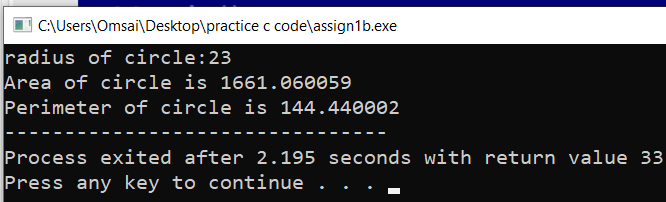 C:\Users\Omsai\Desktop\practice c code\assign1b.exe
radius of circle:23
Area of circle is 1661.060059
Perimeter of circle is 144.440002
--------------------------------
Process exited after 2.195 seconds with return value 33
Press any key to continue . . .